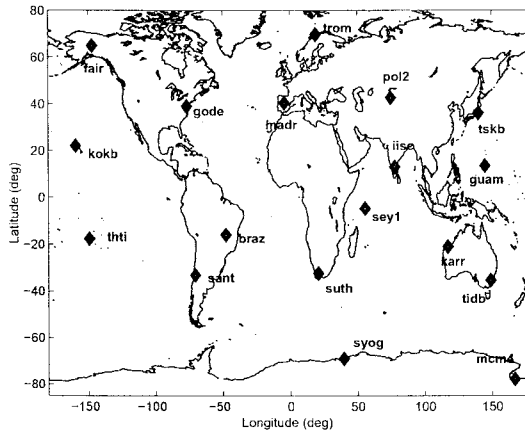 80
60
40
20
0
−20
−40
−60
−80
Latitude (deg)
trom
fair
pol2
gode
madr
tskb
iisc
kokb
guam
sey1
thti
braz
karr
sant
suth
tidb
syog
mcm4
−150 −100 −50 0 50 100 150
Longitude (deg)